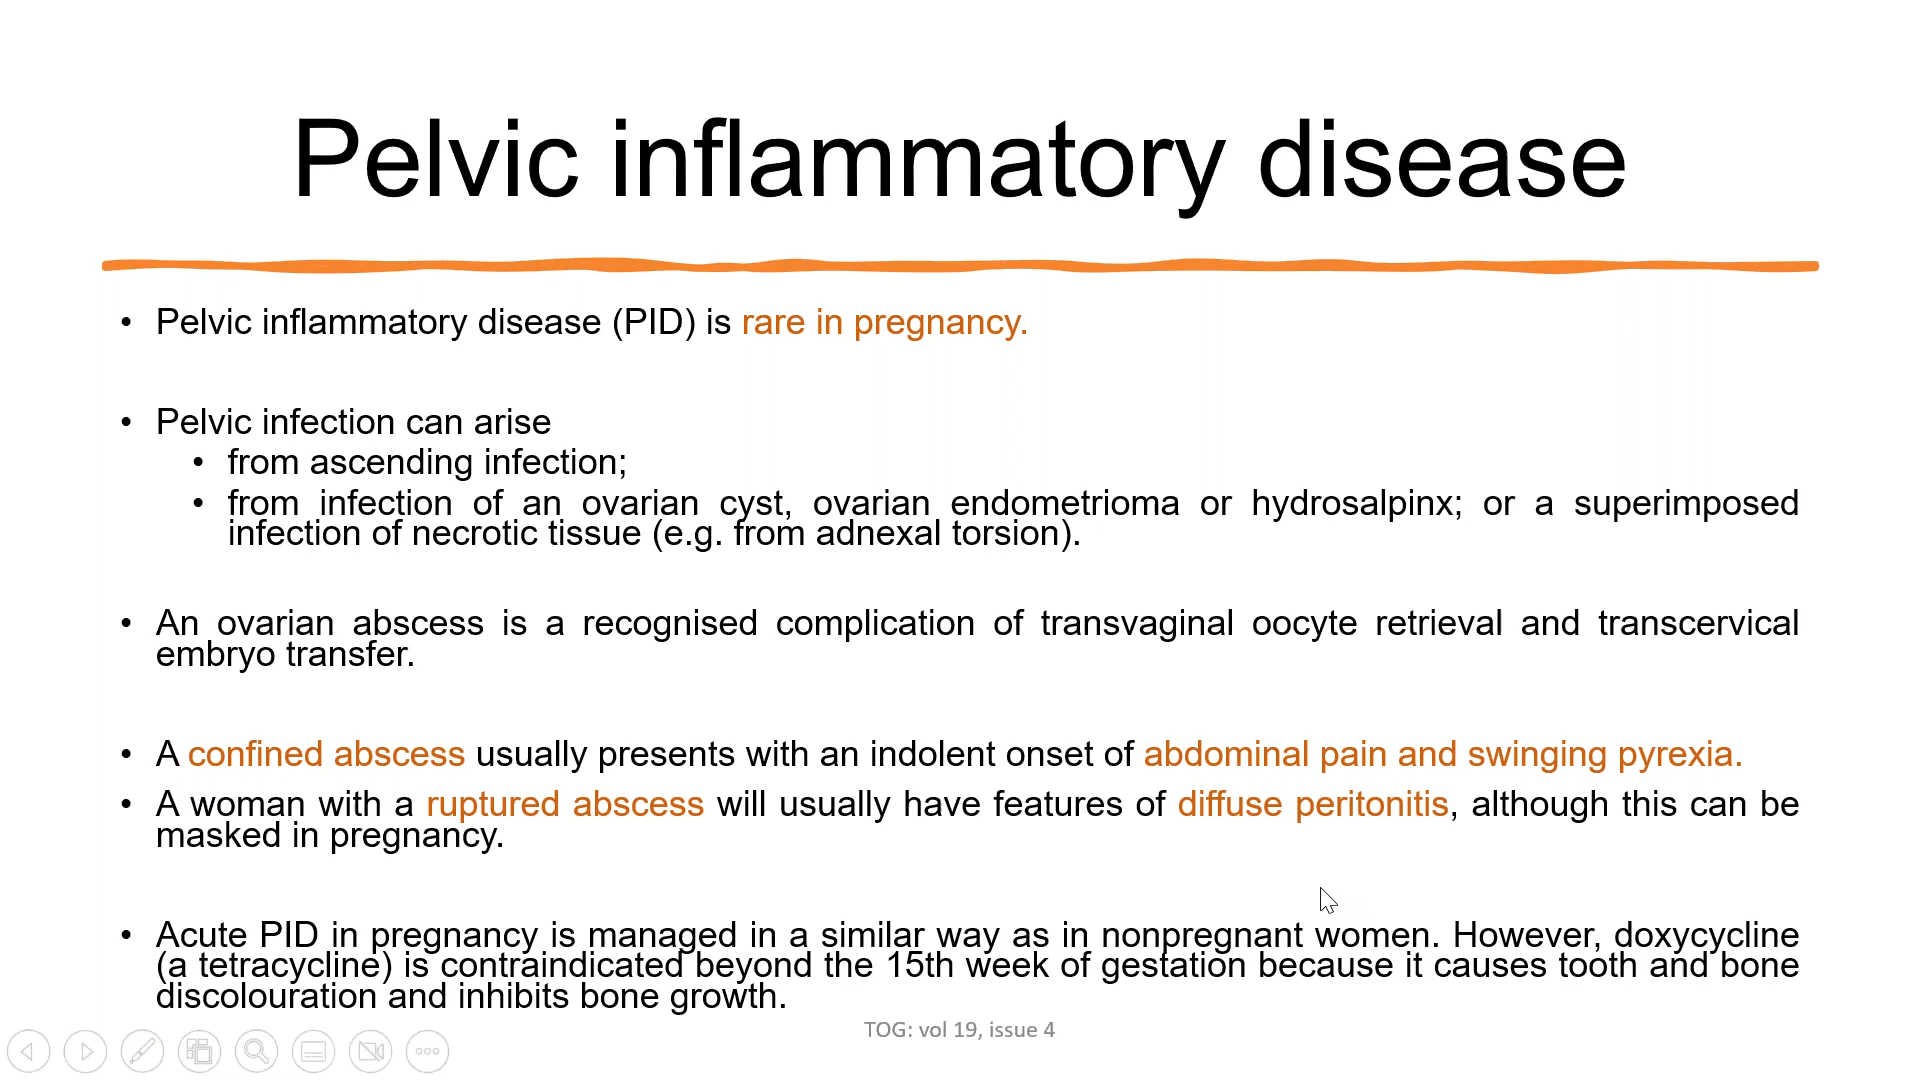 Pelvic inflammatory disease
• Pelvic inflammatory disease (PID) is rare in pregnancy.
• Pelvic infection can arise
• from ascending infection;
• from infection of an ovarian cyst, ovarian endometrioma or hydrosalpinx; or a superimposed
infection of necrotic tissue (e.g. from adnexal torsion).
• An ovarian abscess is a recognised complication of transvaginal oocyte retrieval and transcervical
embryo transfer.
• A confined abscess usually presents with an indolent onset of abdominal pain and swinging pyrexia.
• A woman with a ruptured abscess will usually have features of diffuse peritonitis, although this can be
masked in pregnancy.
• Acute PID in pregnancy is managed in a similar way as in nonpregnant women. However, doxycycline
(a tetracycline) is contraindicated beyond the 15th week of gestation because it causes tooth and bone
discolouration and inhibits bone growth.
TOG: vol 19, issue 4